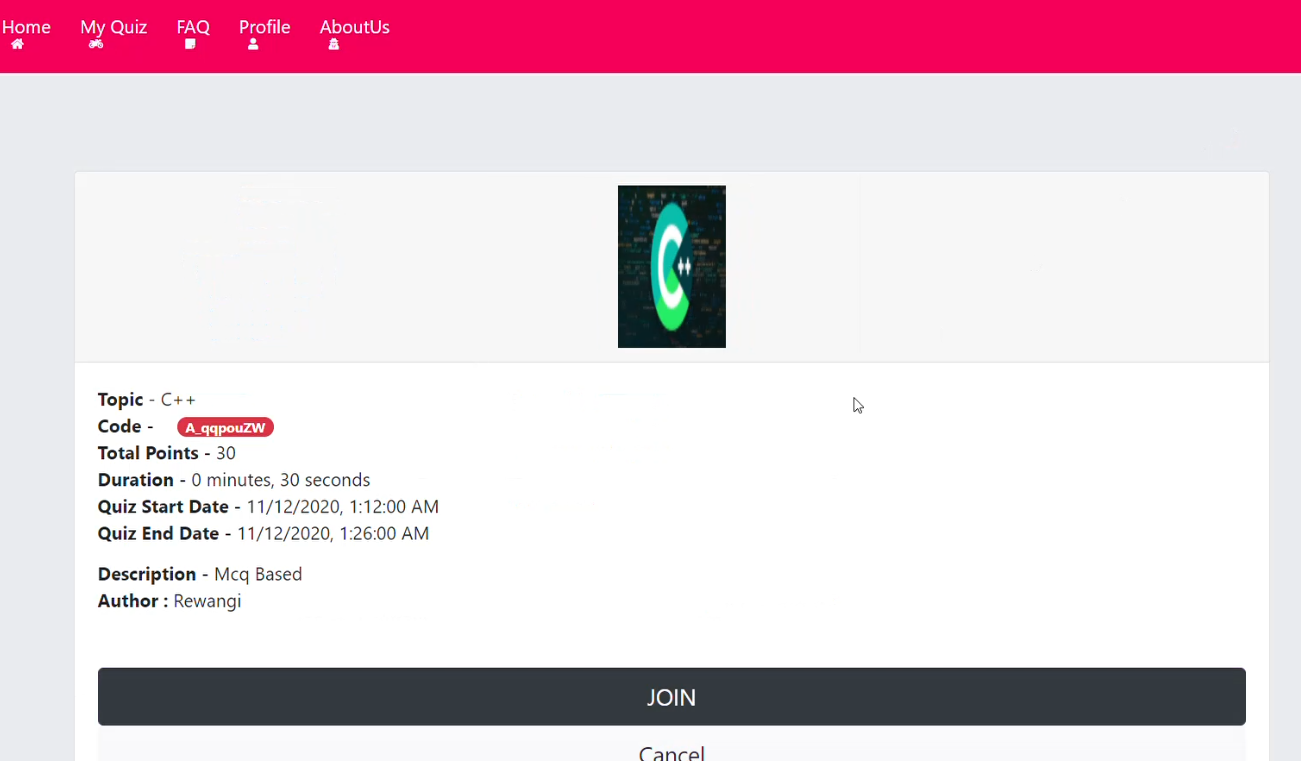 Home My Quiz FAQ Profile AboutUs
C++
Topic - C++
Code - A_qqpouZW
Total Points - 30
Duration - 0 minutes, 30 seconds
Quiz Start Date - 11/12/2020, 1:12:00 AM
Quiz End Date - 11/12/2020, 1:26:00 AM
Description - Mcq Based
Author : Rewangi
JOIN
Cancel